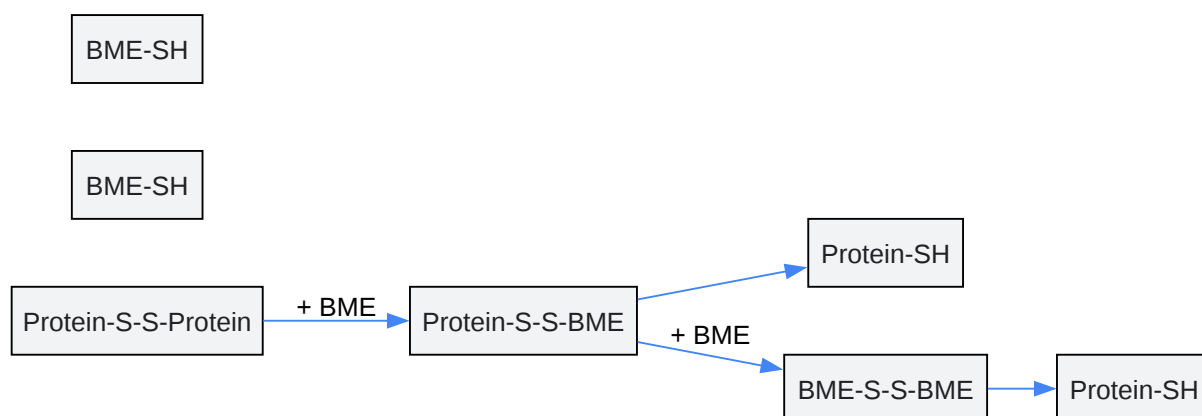 BME-SH
BME-SH
Protein-SH
Protein-S-S-Protein
+ BME
Protein-S-S-BME
+ BME
BME-S-S-BME
Protein-SH